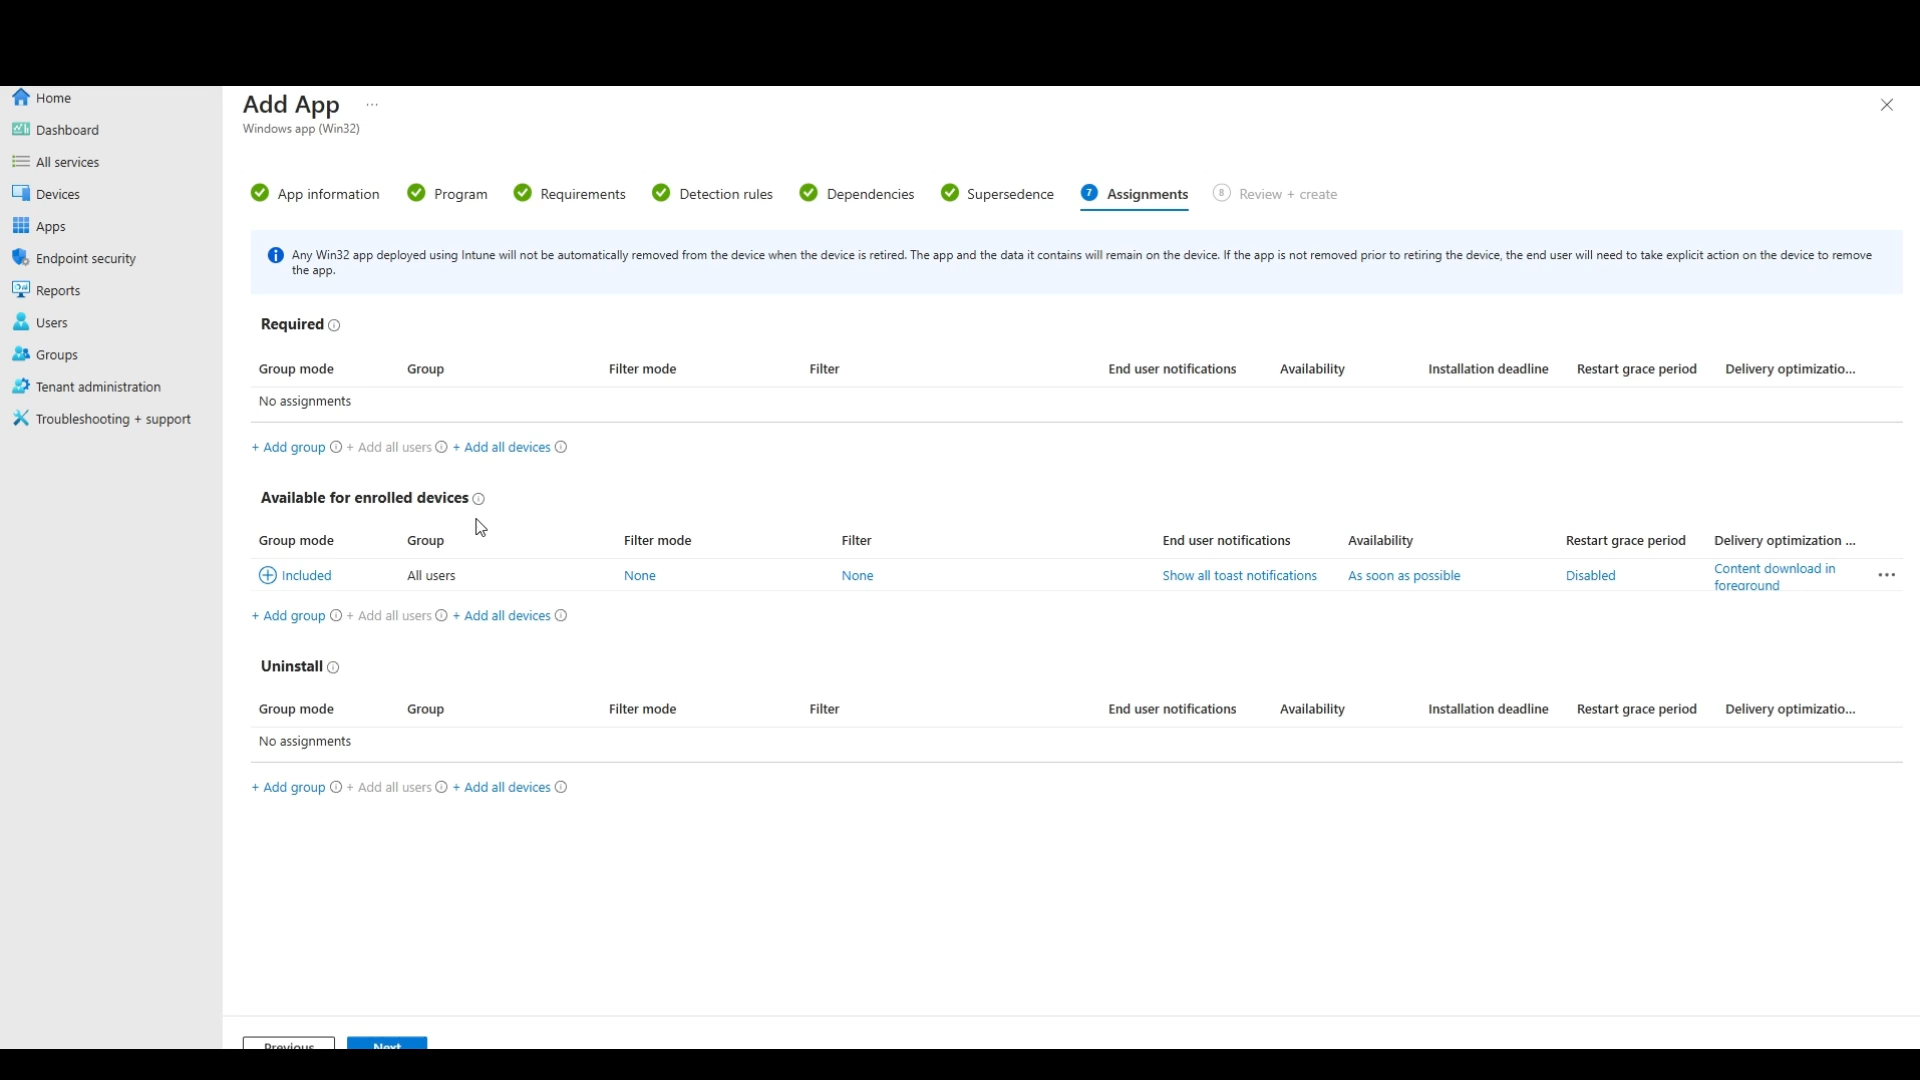 Home
Dashboard
All services
Devices
Apps
Endpoint security
Reports
Users
Groups
Tenant administration
Troubleshooting + support
Add App ...
Windows app (Win32)
App information Program Requirements Detection rules Dependencies Supersedence 7 Assignments 8 Review + create
Any Win32 app deployed using Intune will not be automatically removed from the device when the device is retired. The app and the data it contains will remain on the device. If the app is not removed prior to retiring the device, the end user will need to take explicit action on the device to remove
the app.
Required
Group mode Group Filter mode Filter End user notifications Availability Installation deadline Restart grace period Delivery optimizatio...
No assignments
+ Add group + Add all users + Add all devices
Available for enrolled devices
Group mode Group Filter mode Filter End user notifications Availability Restart grace period Delivery optimization ...
Included All users None None Show all toast notifications As soon as possible Disabled Content download in
foreground
+ Add group + Add all users + Add all devices
Uninstall
Group mode Group Filter mode Filter End user notifications Availability Installation deadline Restart grace period Delivery optimizatio...
No assignments
+ Add group + Add all users + Add all devices
Previous Next